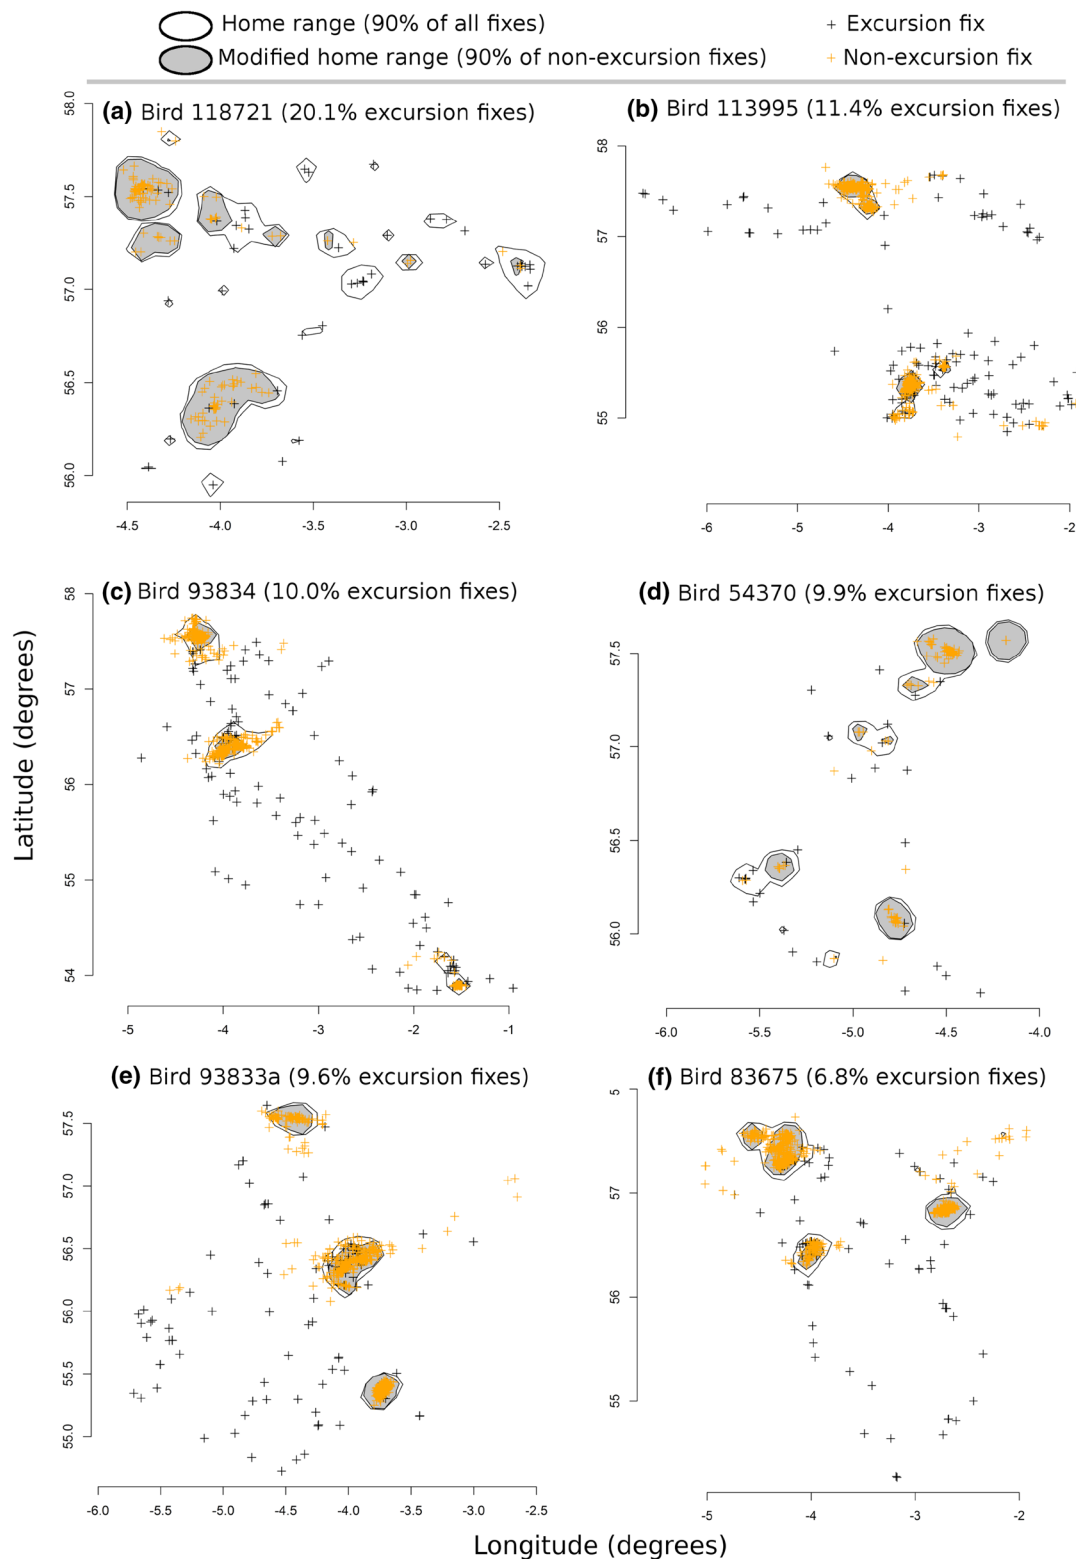 Home range (90% of all fixes)
Modified home range (90% of non-excursion fixes)
Excursion fix
Non-excursion fix
(a) Bird 118721 (20.1% excursion fixes)
58.0
57.5
57.0
56.5
56.0
-4.5 -4.0 -3.5 -3.0 -2.5
(b) Bird 113995 (11.4% excursion fixes)
58
57
56
55
-6 -5 -4 -3 -2
(c) Bird 93834 (10.0% excursion fixes)
58
57
56
55
54
-5 -4 -3 -2 -1
(d) Bird 54370 (9.9% excursion fixes)
57.5
57.0
56.5
56.0
-6.0 -5.5 -5.0 -4.5 -4.0
(e) Bird 93833a (9.6% excursion fixes)
57.5
57.0
56.5
56.0
55.5
55.0
-6.0 -5.0 -4.5 -4.0 -3.5 -3.0 -2.5
(f) Bird 83675 (6.8% excursion fixes)
5
57
56
55
-5 -4 -3 -2
Latitude (degrees)
Longitude (degrees)